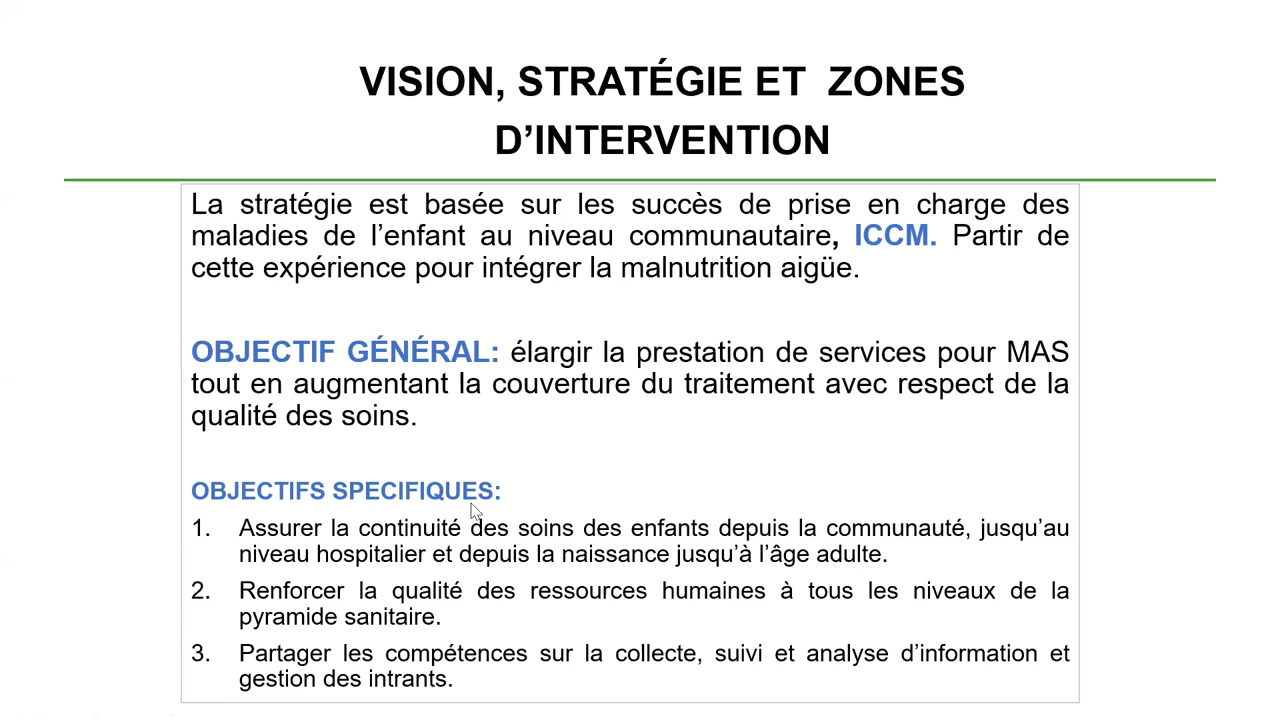 VISION, STRATÉGIE ET ZONES
D’INTERVENTION
La stratégie est basée sur les succès de prise en charge des
maladies de l’enfant au niveau communautaire, ICCM. Partir de
cette expérience pour intégrer la malnutrition aigüe.
OBJECTIF GÉNÉRAL: élargir la prestation de services pour MAS
tout en augmentant la couverture du traitement avec respect de la
qualité des soins.
OBJECTIFS SPECIFIQUES:
1. Assurer la continuité des soins des enfants depuis la communauté, jusqu’au
niveau hospitalier et depuis la naissance jusqu’à l’âge adulte.
2. Renforcer la qualité des ressources humaines à tous les niveaux de la
pyramide sanitaire.
3. Partager les compétences sur la collecte, suivi et analyse d’information et
gestion des intrants.